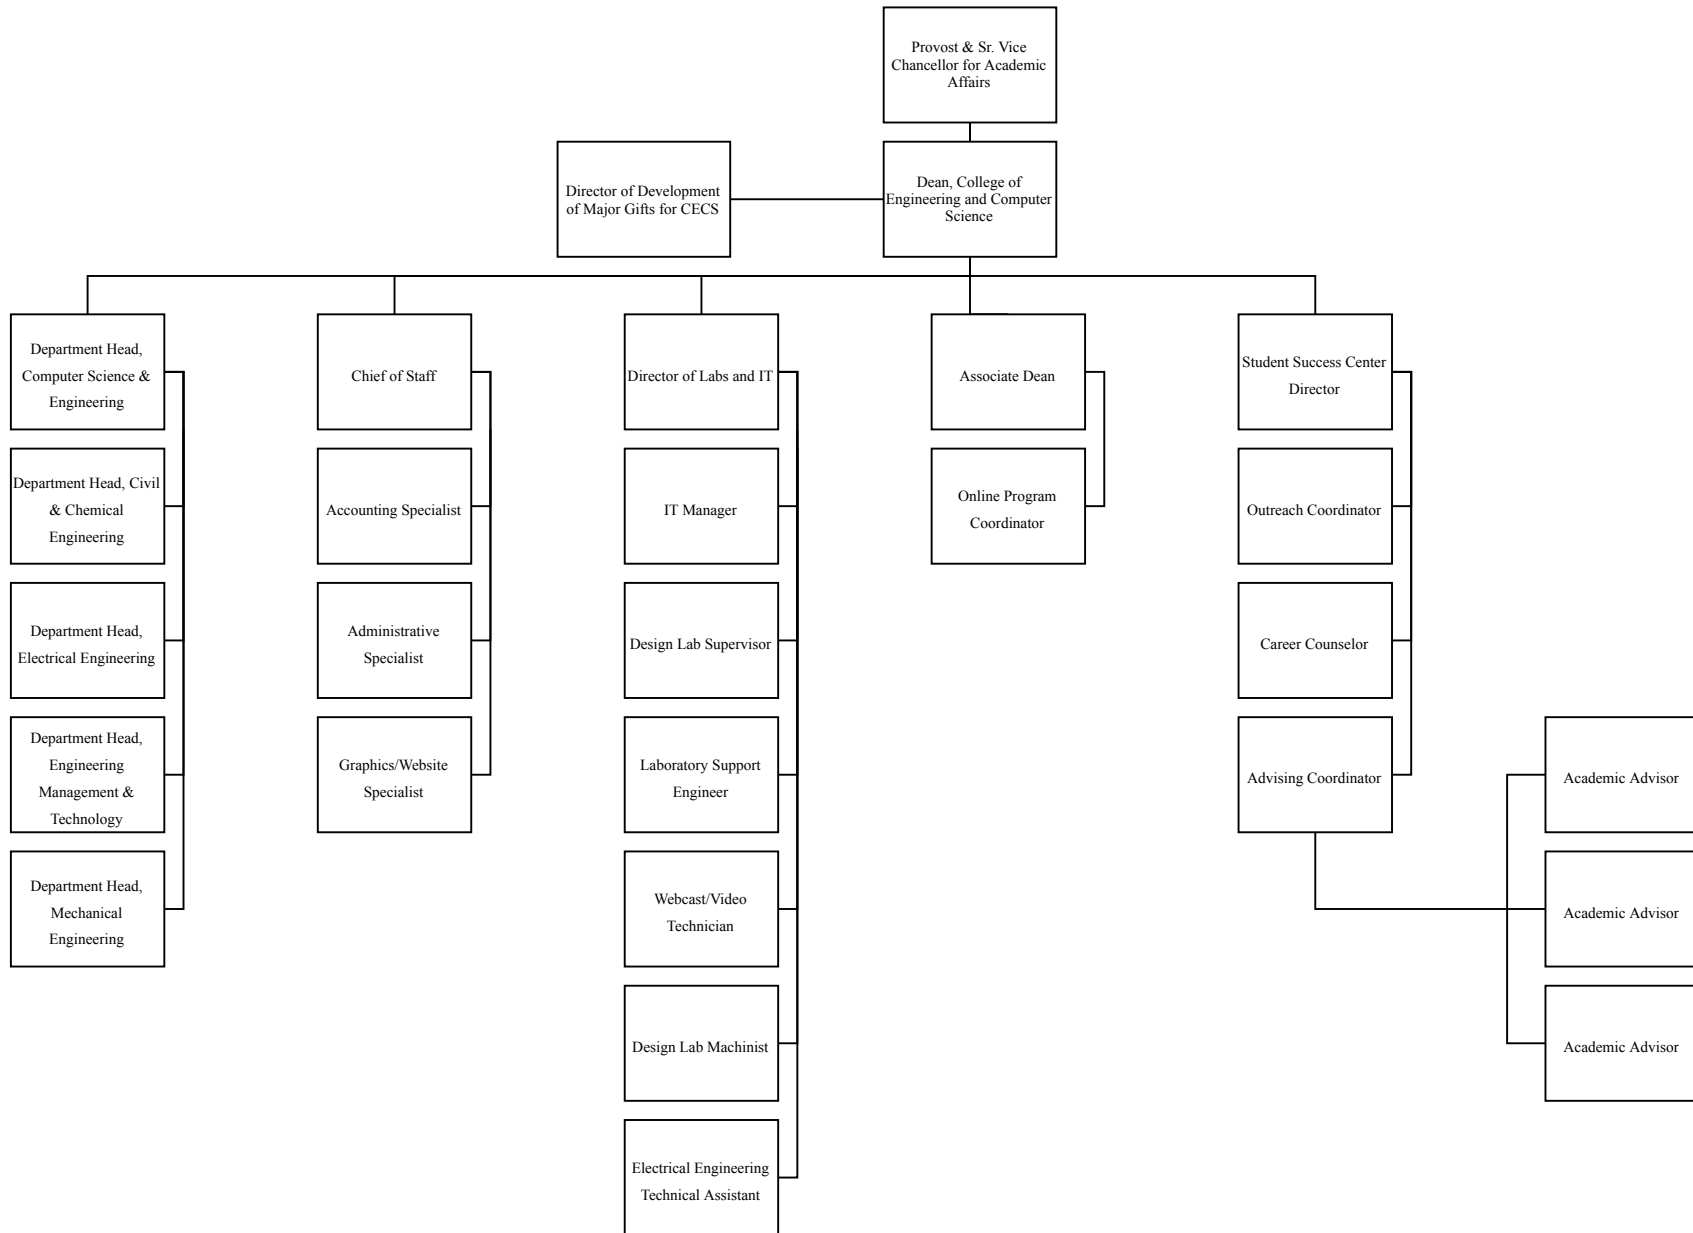 Provost & Sr. Vice
Chancellor for Academic
Affairs
Director of Development
of Major Gifts for CECS
Dean, College of
Engineering and Computer
Science
Department Head,
Computer Science &
Engineering
Chief of Staff
Director of Labs and IT
Associate Dean
Student Success Center
Director
Department Head, Civil
& Chemical
Engineering
Accounting Specialist
IT Manager
Online Program
Coordinator
Outreach Coordinator
Department Head,
Electrical Engineering
Administrative
Specialist
Design Lab Supervisor
Career Counselor
Department Head,
Engineering
Management &
Technology
Graphics/Website
Specialist
Laboratory Support
Engineer
Advising Coordinator
Academic Advisor
Department Head,
Mechanical
Engineering
Webcast/Video
Technician
Academic Advisor
Design Lab Machinist
Academic Advisor
Electrical Engineering
Technical Assistant